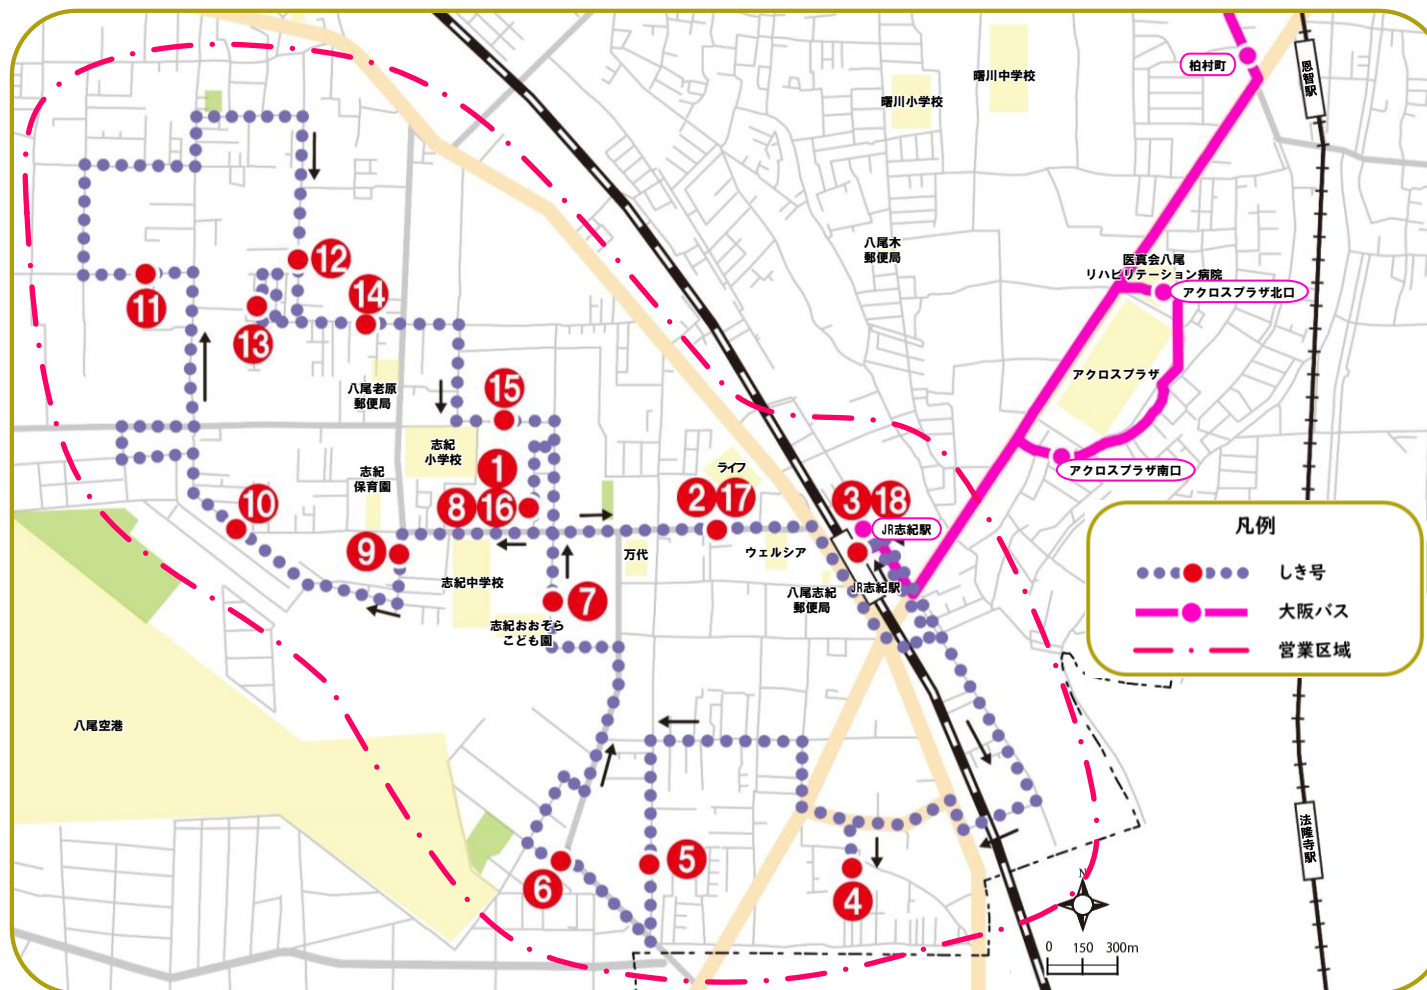 柏村町
恩智駅
曙川中学校
曙川小学校
八尾木
郵便局
医真会八尾
リハビリテーション病院
アクロスプラザ北口
アクロスプラザ
アクロスプラザ南口
12
14
11
13
八尾老原
郵便局
15
志紀
小学校
1
ライフ
志紀
保育園
8 16
2 17
3 18
10
JR志紀駅
9
万代
ウェルシア
志紀中学校
JR志紀駅
八尾志紀
郵便局
7
志紀おおぞら
こども園
八尾空港
5
6
4
法隆寺駅
凡例
しき号
大阪バス
営業区域
N
0 150 300m